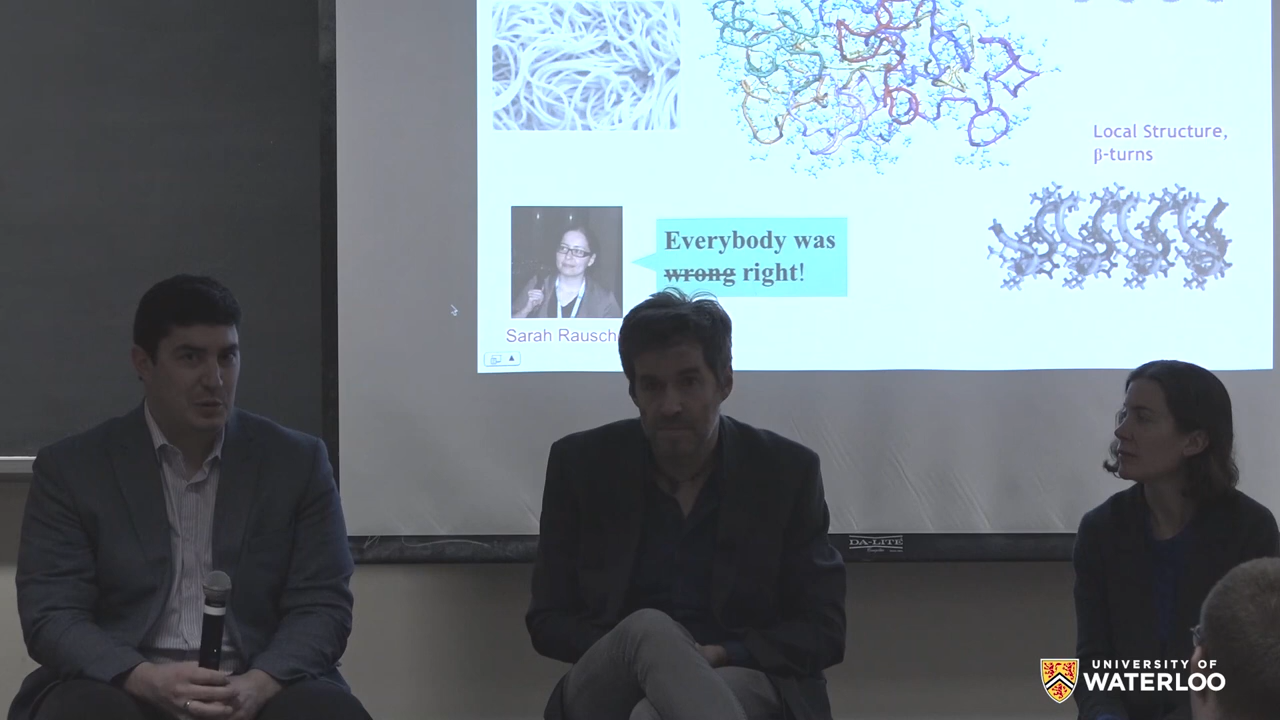 Local Structure,
β-turns
Everybody was
wrong right!
Sarah Rausch
DA-LITE
UNIVERSITY OF
WATERLOO